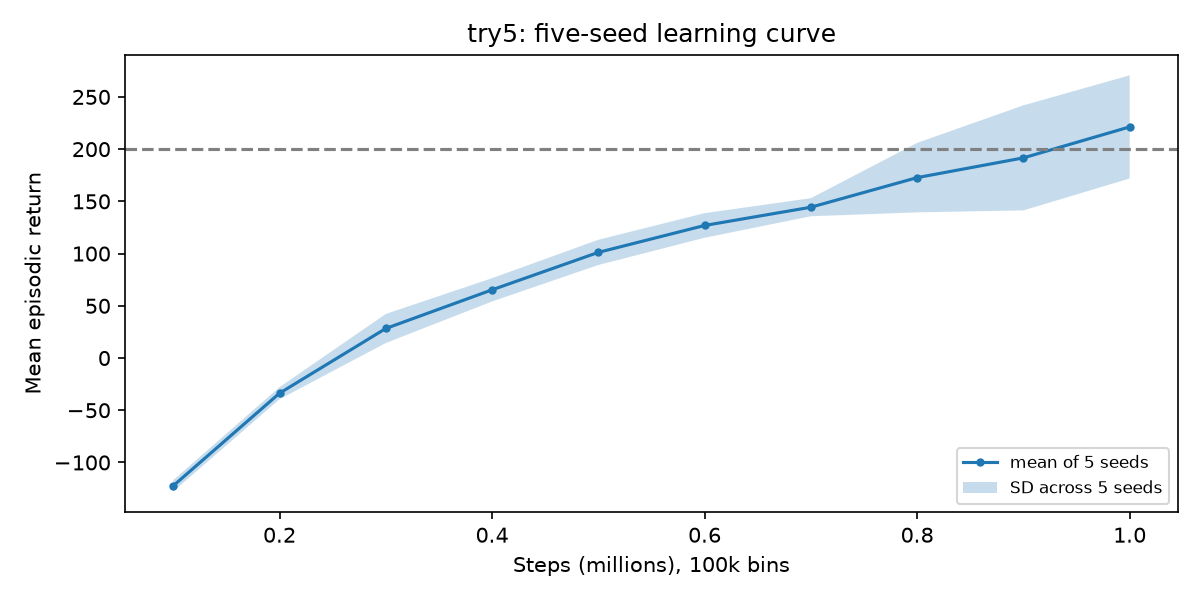 try5: five-seed learning curve
Mean episodic return
250
200
150
100
50
0
−50
−100
0.2
0.4
0.6
0.8
1.0
Steps (millions), 100k bins
mean of 5 seeds
SD across 5 seeds